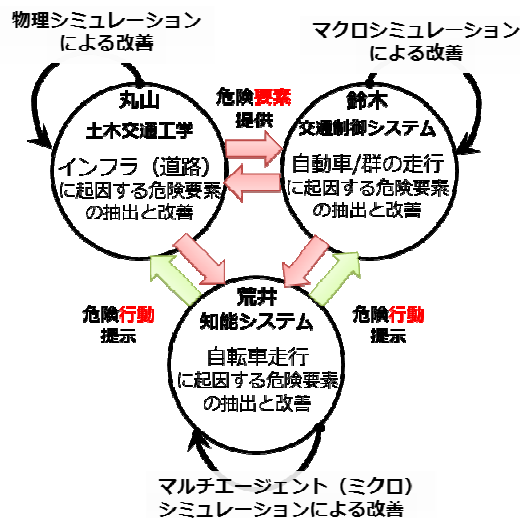 物理シミュレーション
による改善
マクロシミュレーション
による改善
丸山
土木交通工学
インフラ（道路）
に起因する危険要素
の抽出と改善
危険要素
提供
鈴木
交通制御システム
自動車/群の走行
に起因する危険要素
の抽出と改善
危険行動
提示
荒井
知能システム
自転車走行
に起因する危険要素
の抽出と改善
危険行動
提示
マルチエージェント（ミクロ）
シミュレーションによる改善